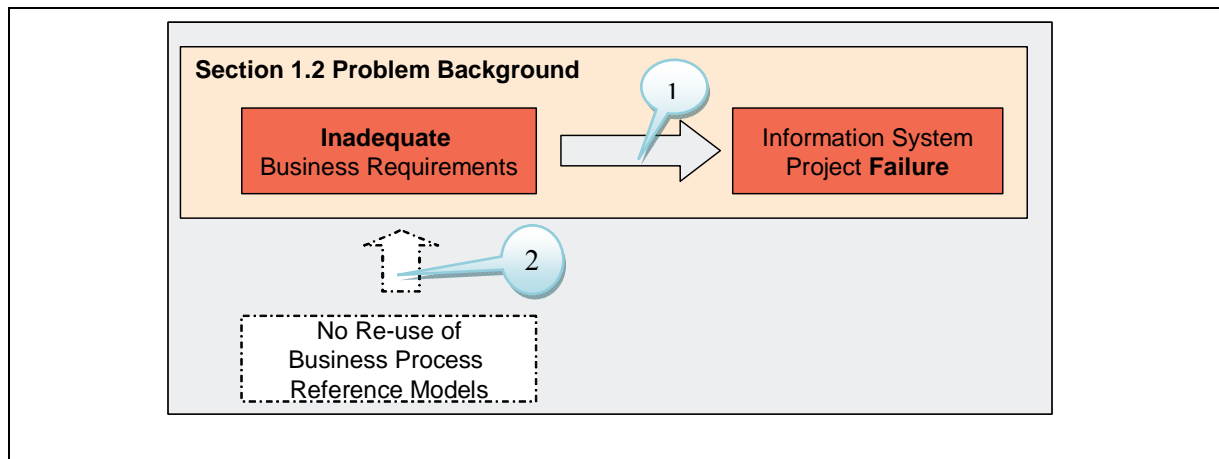 Section 1.2 Problem Background
1
Inadequate
Business Requirements
Information System
Project Failure
2
No Re-use of
Business Process
Reference Models